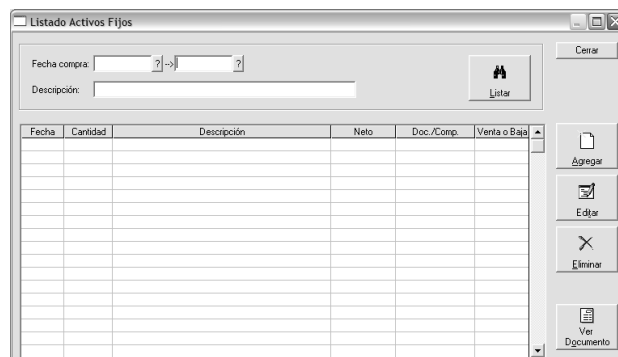 Listado Activos Fijos
Cerrar
Fecha compra: ? --> ?
Descripción:
Listar
Fecha Cantidad Descripción Neto Doc./Comp. Venta o Baja
Agregar
Editar
Eliminar
Ver
Documento